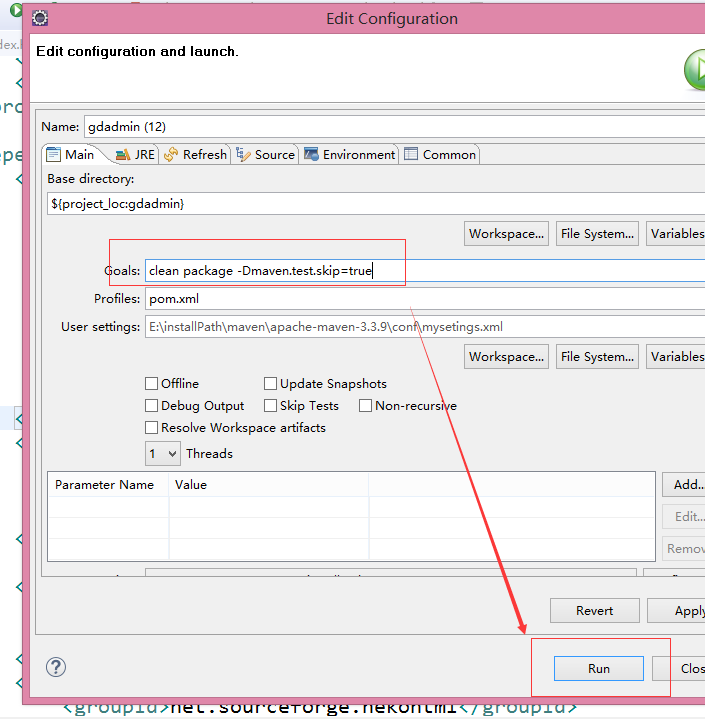 Edit Configuration
Edit configuration and launch.
dex.h
Name: gdadmin (12)
Main JRE Refresh Source Environment Common
Base directory:
${project_loc:gdadmin}
Workspace... File System... Variables
Goals: clean package -Dmaven.test.skip=true
Profiles: pom.xml
User settings: E:\installPath\maven\apache-maven-3.3.9\conf\mysetings.xml
Workspace... File System... Variables
Offline Update Snapshots
Debug Output Skip Tests Non-recursive
Resolve Workspace artifacts
1 Threads
Parameter Name Value
Add...
Edit...
Remov
Revert Apply
Run Clos
<groupId>net.sourceforge.nekohtml</groupId>